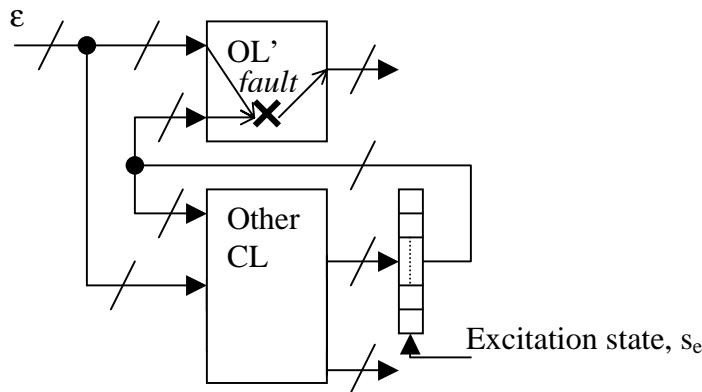 ε
OL’
fault
Other
CL
Excitation state, se